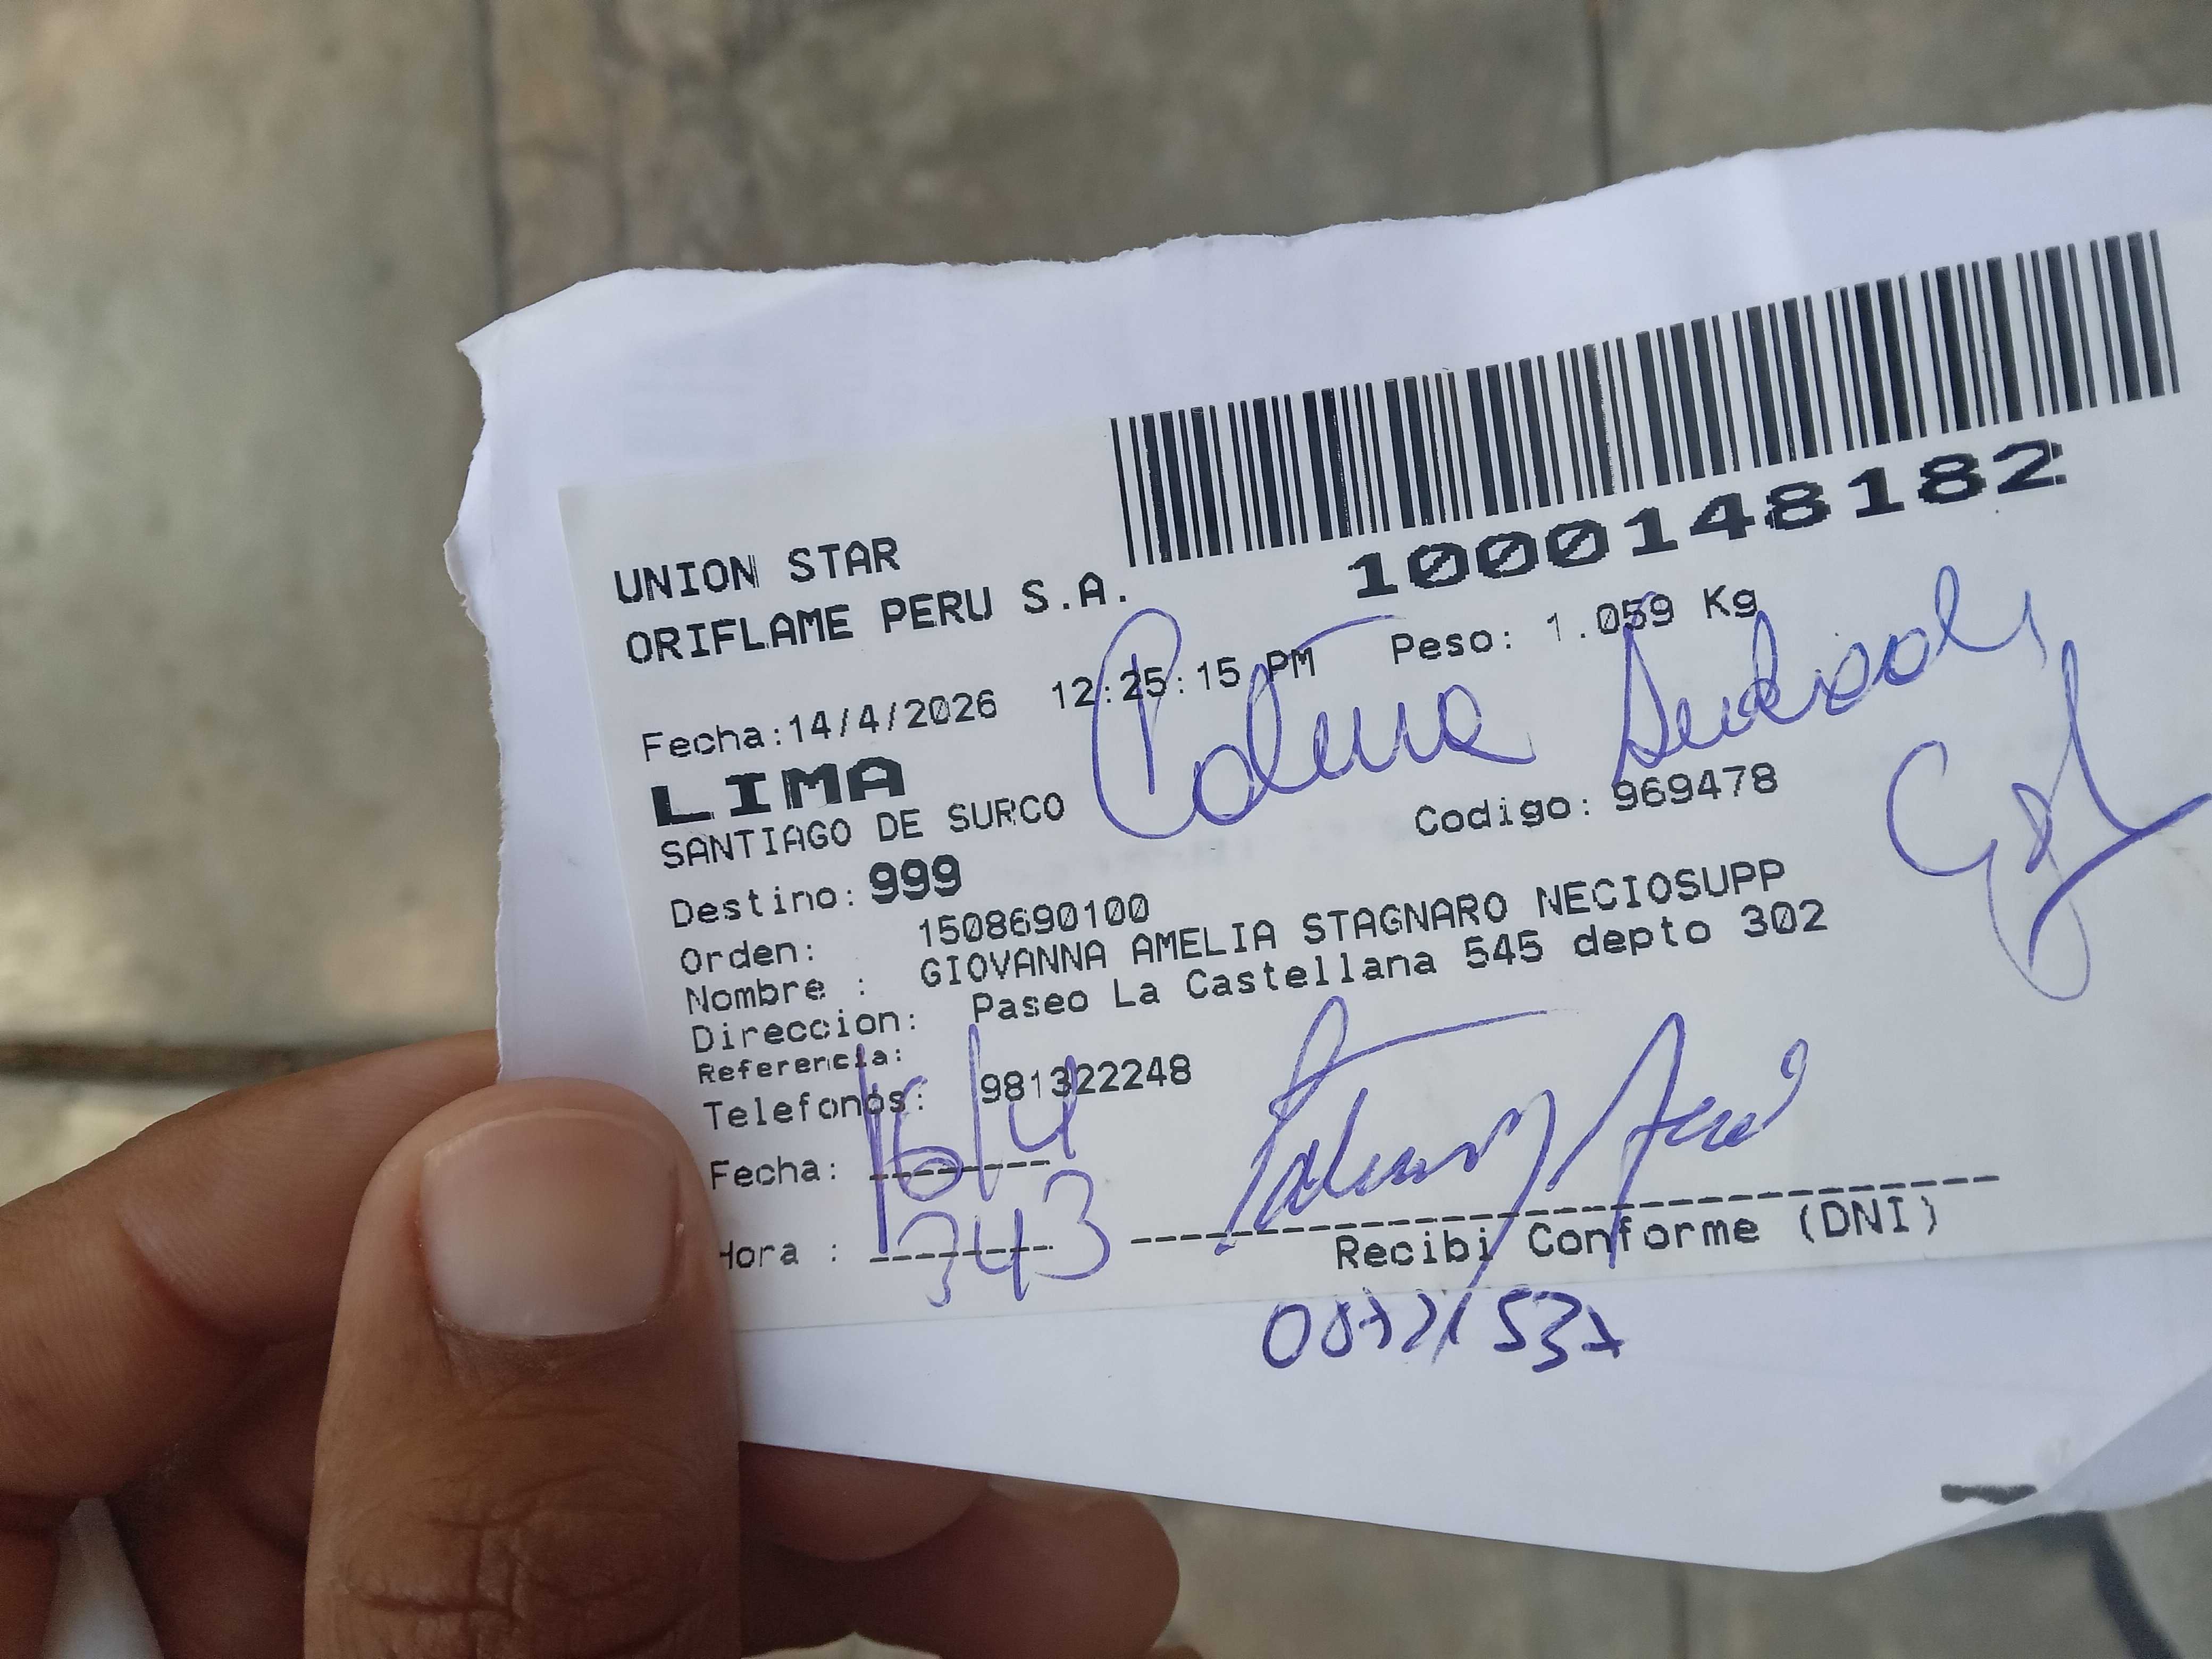 1000148182
UNION STAR
ORIFLAME PERU S.A.
Fecha:14/4/2026 12:25:15 PM Peso: 1.059 Kg
LIMA
SANTIAGO DE SURCO
Codigo: 969478
Destino: 999
Orden: 1508690100
Nombre : GIOVANNA AMELIA STAGNARO NECIOSUPP
Direccion: Paseo La Castellana 545 depto 302
Referencia:
Telefonos: 981322248
Fecha: 16/4
Hora : 343
Recibi Conforme (DNI)